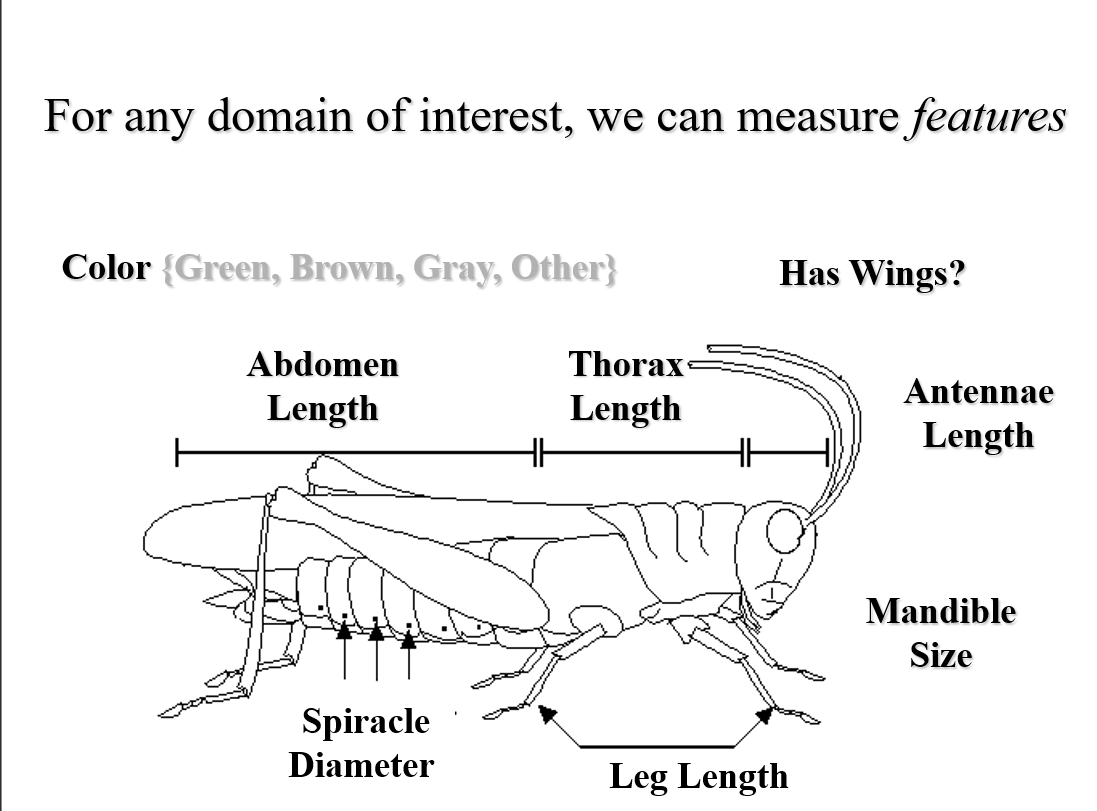 For any domain of interest, we can measure features
Color {Green, Brown, Gray, Other}
Has Wings?
Abdomen
Length
Thorax
Length
Antennae
Length
Mandible
Size
Spiracle
Diameter
Leg Length